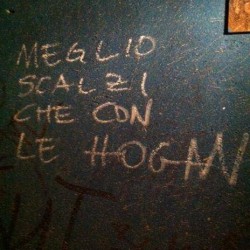 MEGLIO
SCALZI
CHE CON
LE HOGAN